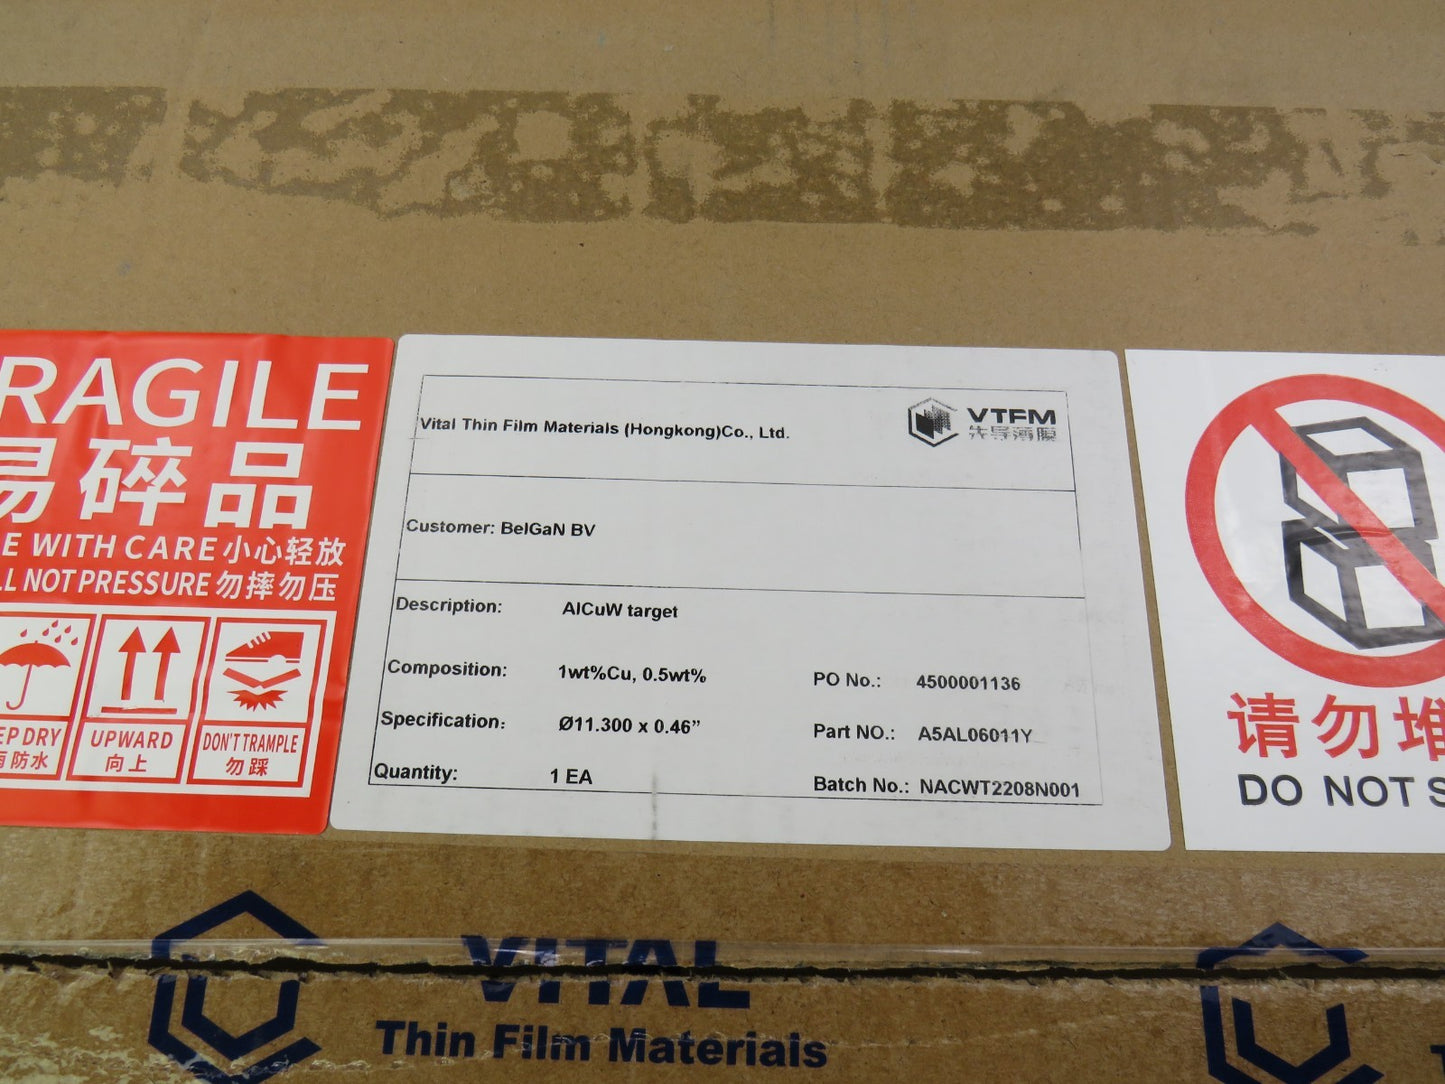 RAGILE
易碎品
E WITH CARE 小心轻放
LL NOT PRESSURE 勿摔勿压
EP DRY
防水
UPWARD
向上
DON'T TRAMPLE
勿踩
Vital Thin Film Materials (Hongkong)Co., Ltd.
VTFM
先导薄膜
Customer: BelGaN BV
Description: AlCuW target
Composition: 1wt%Cu, 0.5wt%
PO No.: 4500001136
Specification: Ø11.300 x 0.46”
Part NO.: A5AL06011Y
Quantity: 1 EA
Batch No.: NACWT2208N001
请勿堆
DO NOT S
VITAL
Thin Film Materials